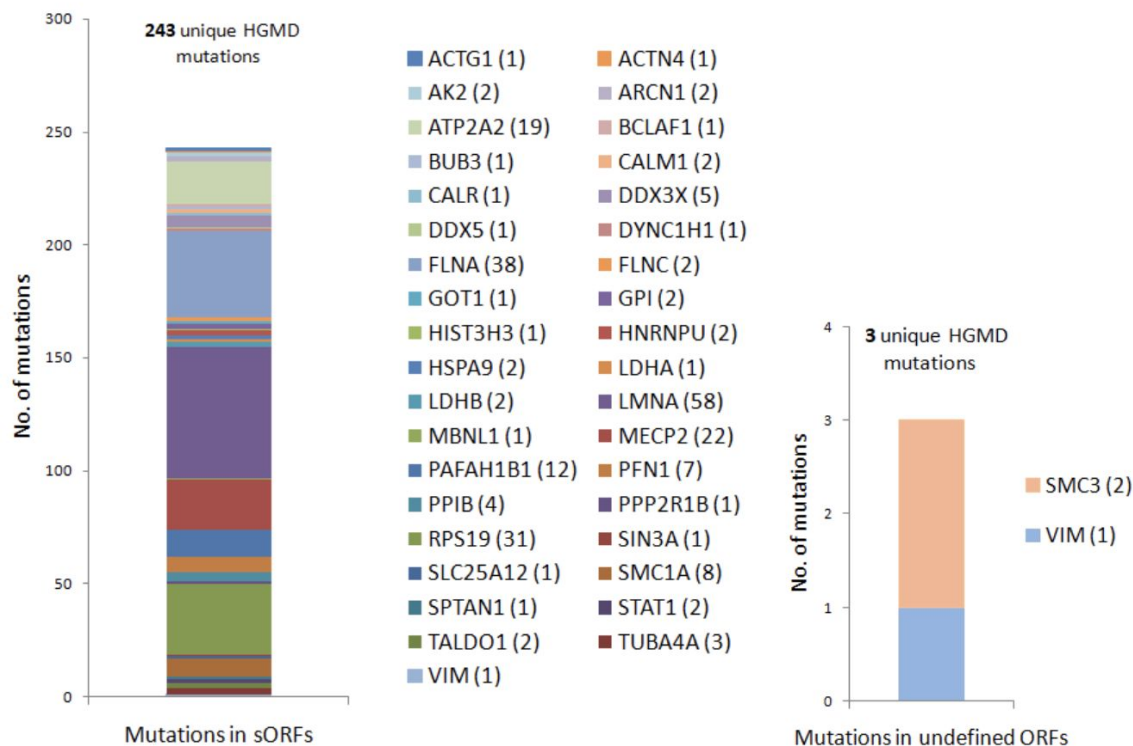 300
250
200
150
100
50
0
No. of mutations
243 unique HGMD
mutations
Mutations in sORFs
ACTG1 (1) ACTN4 (1)
AK2 (2) ARCN1 (2)
ATP2A2 (19) BCLAF1 (1)
BUB3 (1) CALM1 (2)
CALR (1) DDX3X (5)
DDX5 (1) DYNC1H1 (1)
FLNA (38) FLNC (2)
GOT1 (1) GPI (2)
HIST3H3 (1) HNRNPU (2)
HSPA9 (2) LDHA (1)
LDHB (2) LMNA (58)
MBNL1 (1) MECP2 (22)
PAFAH1B1 (12) PFN1 (7)
PPIB (4) PPP2R1B (1)
RPS19 (31) SIN3A (1)
SLC25A12 (1) SMC1A (8)
SPTAN1 (1) STAT1 (2)
TALDO1 (2) TUBA4A (3)
VIM (1)
4
3
2
1
0
No. of mutations
3 unique HGMD
mutations
SMC3 (2)
VIM (1)
Mutations in undefined ORFs